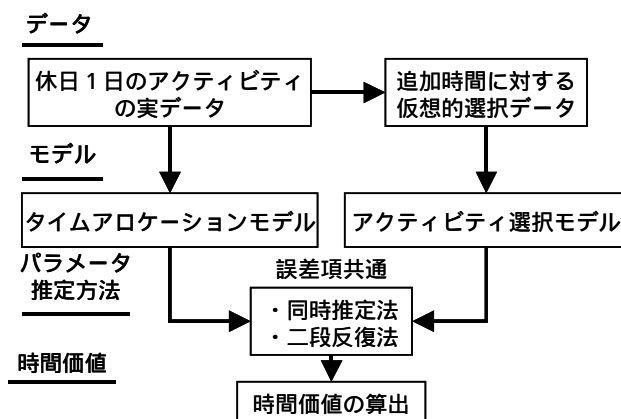 データ
休日１日のアクティビティ
の実データ
追加時間に対する
仮想的選択データ
モデル
タイムアロケーションモデル
アクティビティ選択モデル
パラメータ
推定方法
誤差項共通
・同時推定法
・二段反復法
時間価値
時間価値の算出